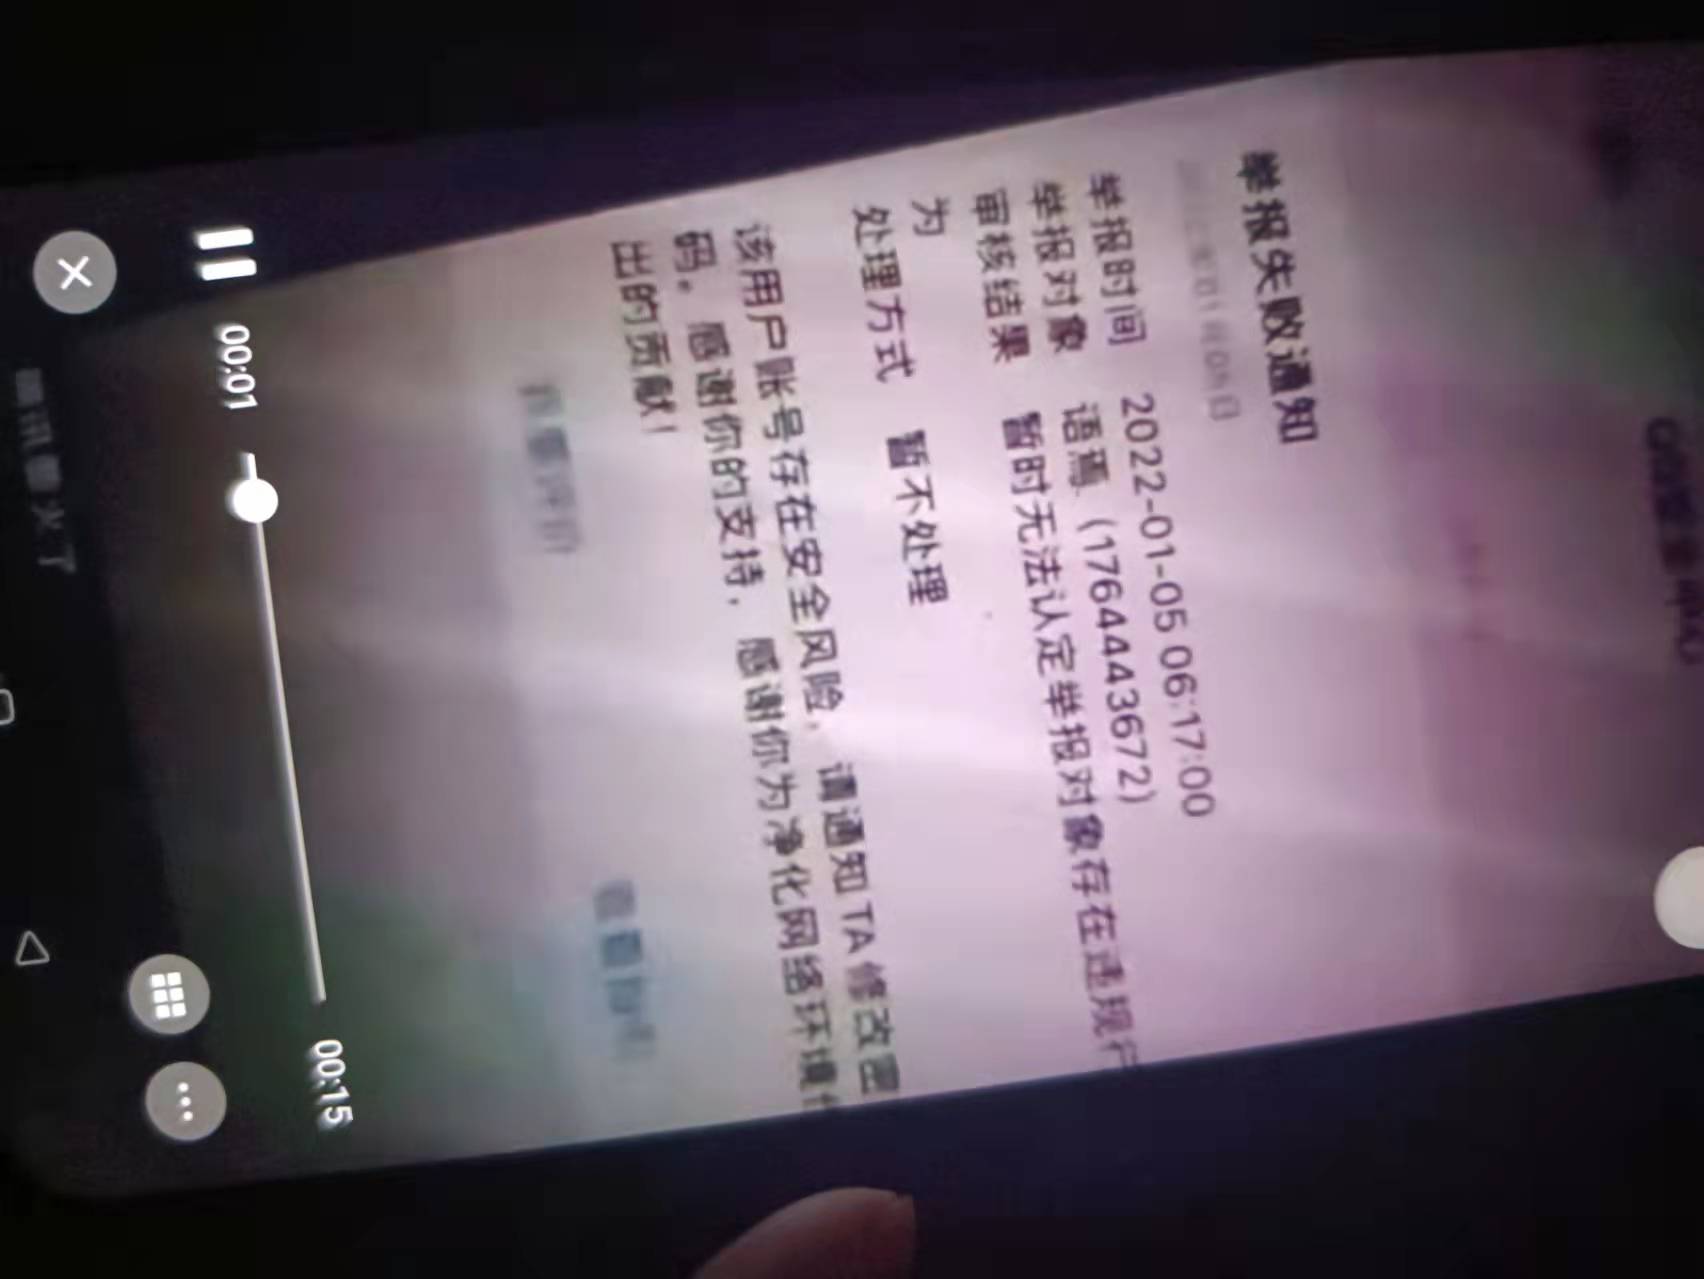 举报失败通知
举报时间 2022-01-05 06:17:00
举报对象 语焉 (1764443672)
审核结果 暂时无法认定举报对象存在违规行
为
处理方式 暂不处理
该用户账号存在安全风险，请通知TA修改密
码。感谢你的支持，感谢你为净化网络环境
出的贡献！
00:01
00:15